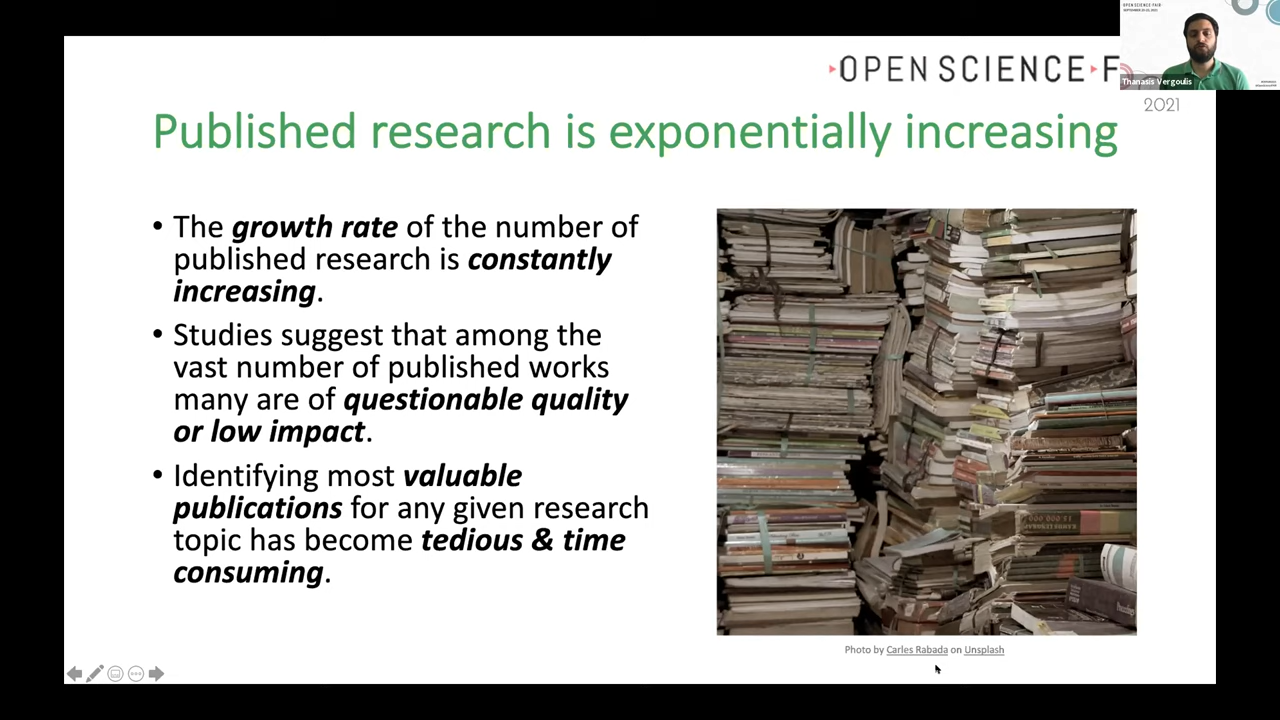 OPEN SCIENCE F
2021
OPEN SCIENCE FAIR
Thanasis Vergoulis
Published research is exponentially increasing
• The growth rate of the number of
published research is constantly
increasing.
• Studies suggest that among the
vast number of published works
many are of questionable quality
or low impact.
• Identifying most valuable
publications for any given research
topic has become tedious & time
consuming.
Photo by Carles Rabada on Unsplash